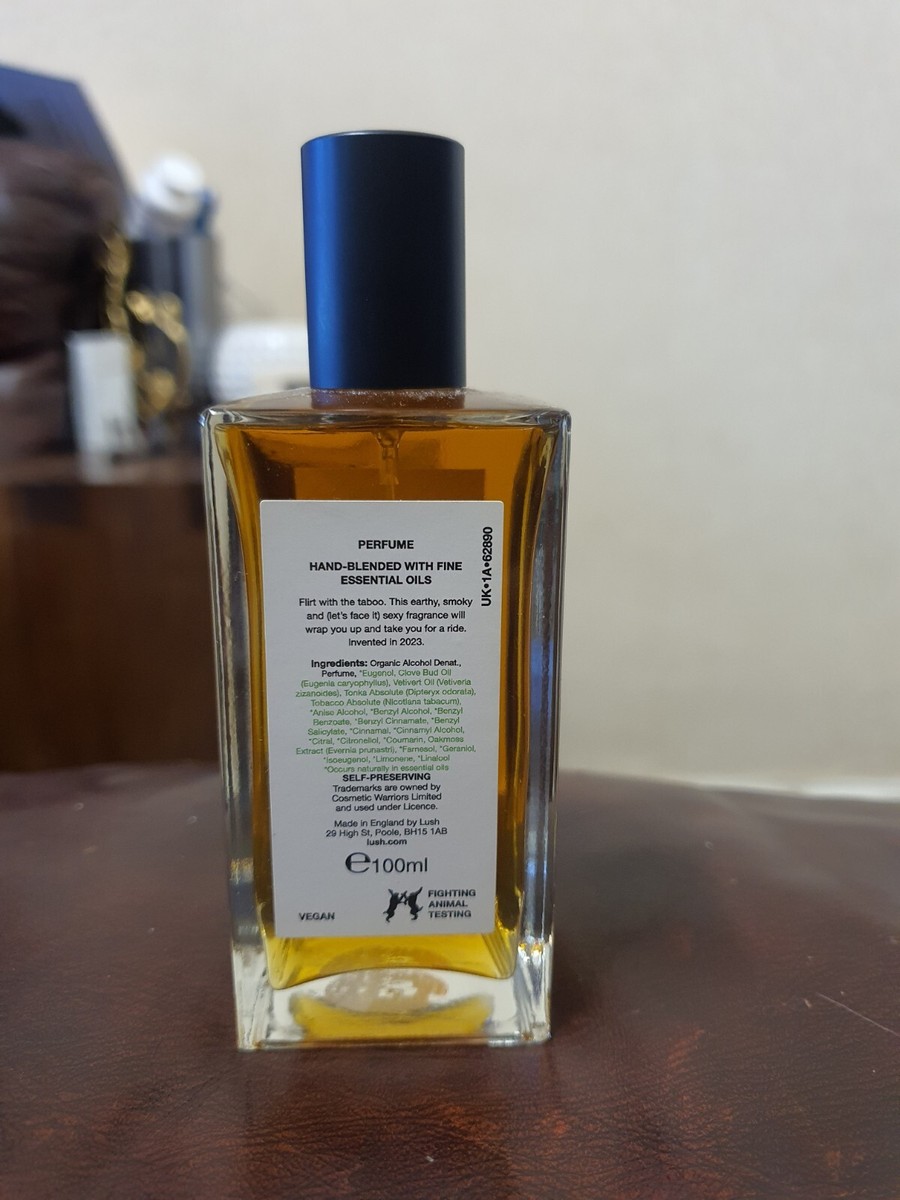 PERFUME
HAND-BLENDED WITH FINE
ESSENTIAL OILS
UK•1A•62890
Flirt with the taboo. This earthy, smoky
and (let's face it) sexy fragrance will
wrap you up and take you for a ride.
Invented in 2023.
Ingredients: Organic Alcohol Denat.,
Perfume, *Eugenol, Clove Bud Oil
(Eugenia caryophyllus), Vetivert Oil (Vetiveria
zizanoides), Tonka Absolute (Dipteryx odorata),
Tobacco Absolute (Nicotiana tabacum),
*Anise Alcohol, *Benzyl Alcohol, *Benzyl
Benzoate, *Benzyl Cinnamate, *Benzyl
Salicylate, *Cinnamal, *Cinnamyl Alcohol,
*Citral, *Citronellol, *Coumarin, Oakmoss
Extract (Evernia prunastri), *Farnesol, *Geraniol,
*Isoeugenol, *Limonene, *Linalool
*Occurs naturally in essential oils
SELF-PRESERVING
Trademarks are owned by
Cosmetic Warriors Limited
and used under Licence.
Made in England by Lush
29 High St, Poole, BH15 1AB
lush.com
℮100ml
VEGAN
FIGHTING
ANIMAL
TESTING